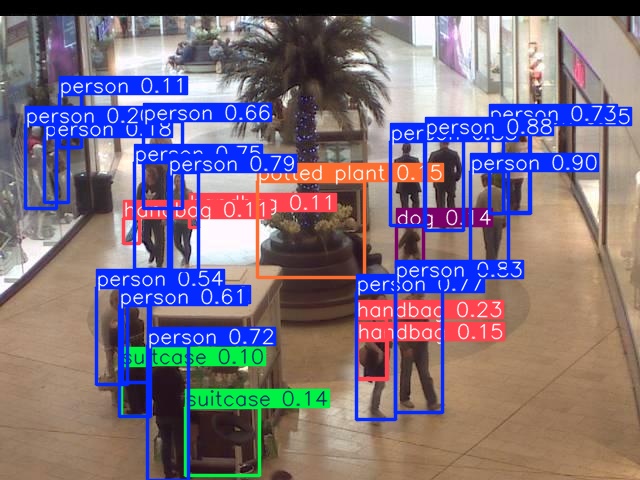 person 0.11
person 0.66
person 0.2
person 0.18
person 0.73
person 0.88
person 0.75
person 0.79
person 0.90
potted plant 0.15
handbag 0.11
0.11
dog 0.14
person 0.54
person 0.83
person 0.77
person 0.61
handbag 0.23
person 0.72
handbag 0.15
suitcase 0.10
suitcase 0.14